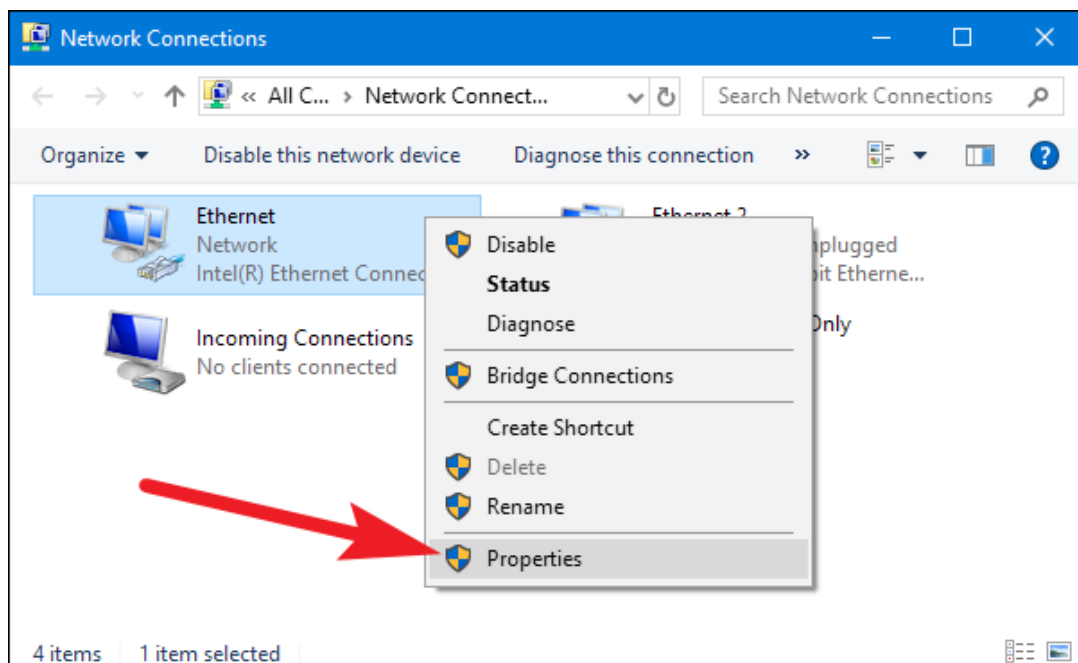 Network Connections
« All C... › Network Connect...
Search Network Connections
Organize
Disable this network device
Diagnose this connection
»
Ethernet
Network
Intel(R) Ethernet Connec
Ethernet 2
nplugged
bit Etherne...
Incoming Connections
No clients connected
Only
Disable
Status
Diagnose
Bridge Connections
Create Shortcut
Delete
Rename
Properties
4 items
1 item selected